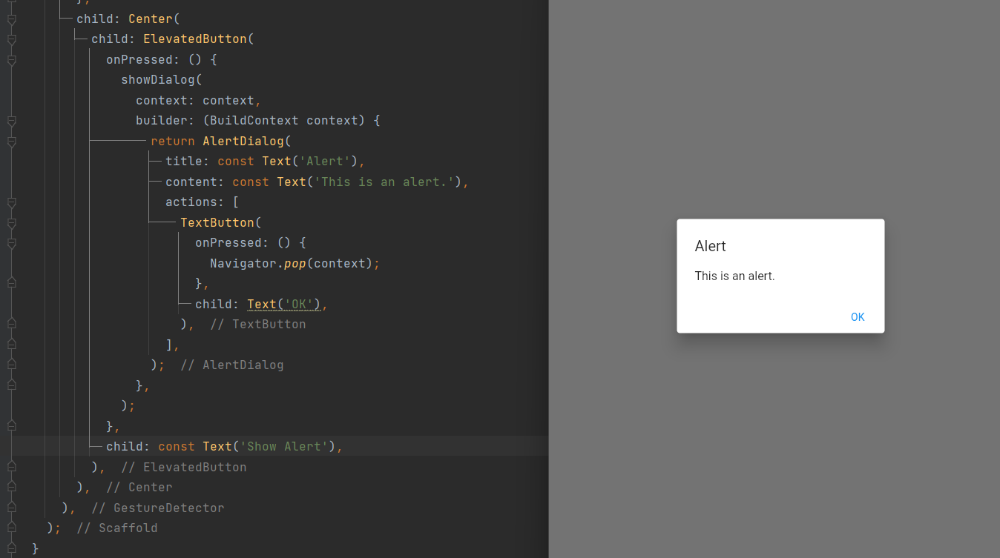 },
child: Center(
child: ElevatedButton(
onPressed: () {
showDialog(
context: context,
builder: (BuildContext context) {
return AlertDialog(
title: const Text('Alert'),
content: const Text('This is an alert.'),
actions: [
TextButton(
onPressed: () {
Navigator.pop(context);
},
child: Text('OK'),
), // TextButton
],
); // AlertDialog
},
);
},
child: const Text('Show Alert'),
), // ElevatedButton
), // Center
), // GestureDetector
); // Scaffold
}
Alert
This is an alert.
OK